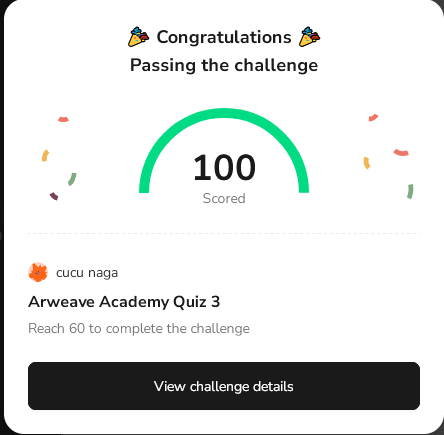 🎉 Congratulations 🎉
Passing the challenge
100
Scored
cucu naga
Arweave Academy Quiz 3
Reach 60 to complete the challenge
View challenge details